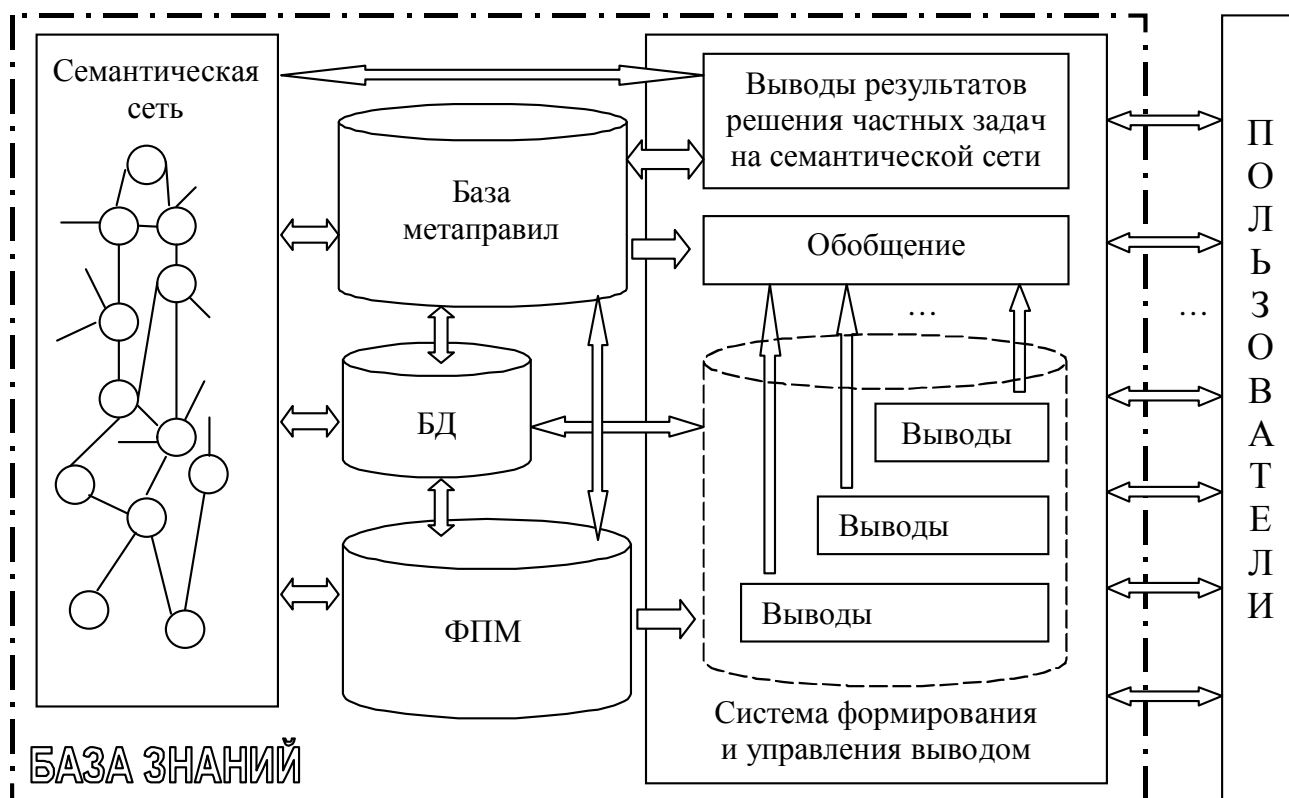 Семантическая
сеть
Выводы результатов
решения частных задач
на семантической сети
База
метаправил
Обобщение
…
…
БД
Выводы
Выводы
Выводы
ФПМ
Система формирования
и управления выводом
БАЗА ЗНАНИЙ
П
О
Л
Ь
З
О
В
А
Т
Е
Л
И